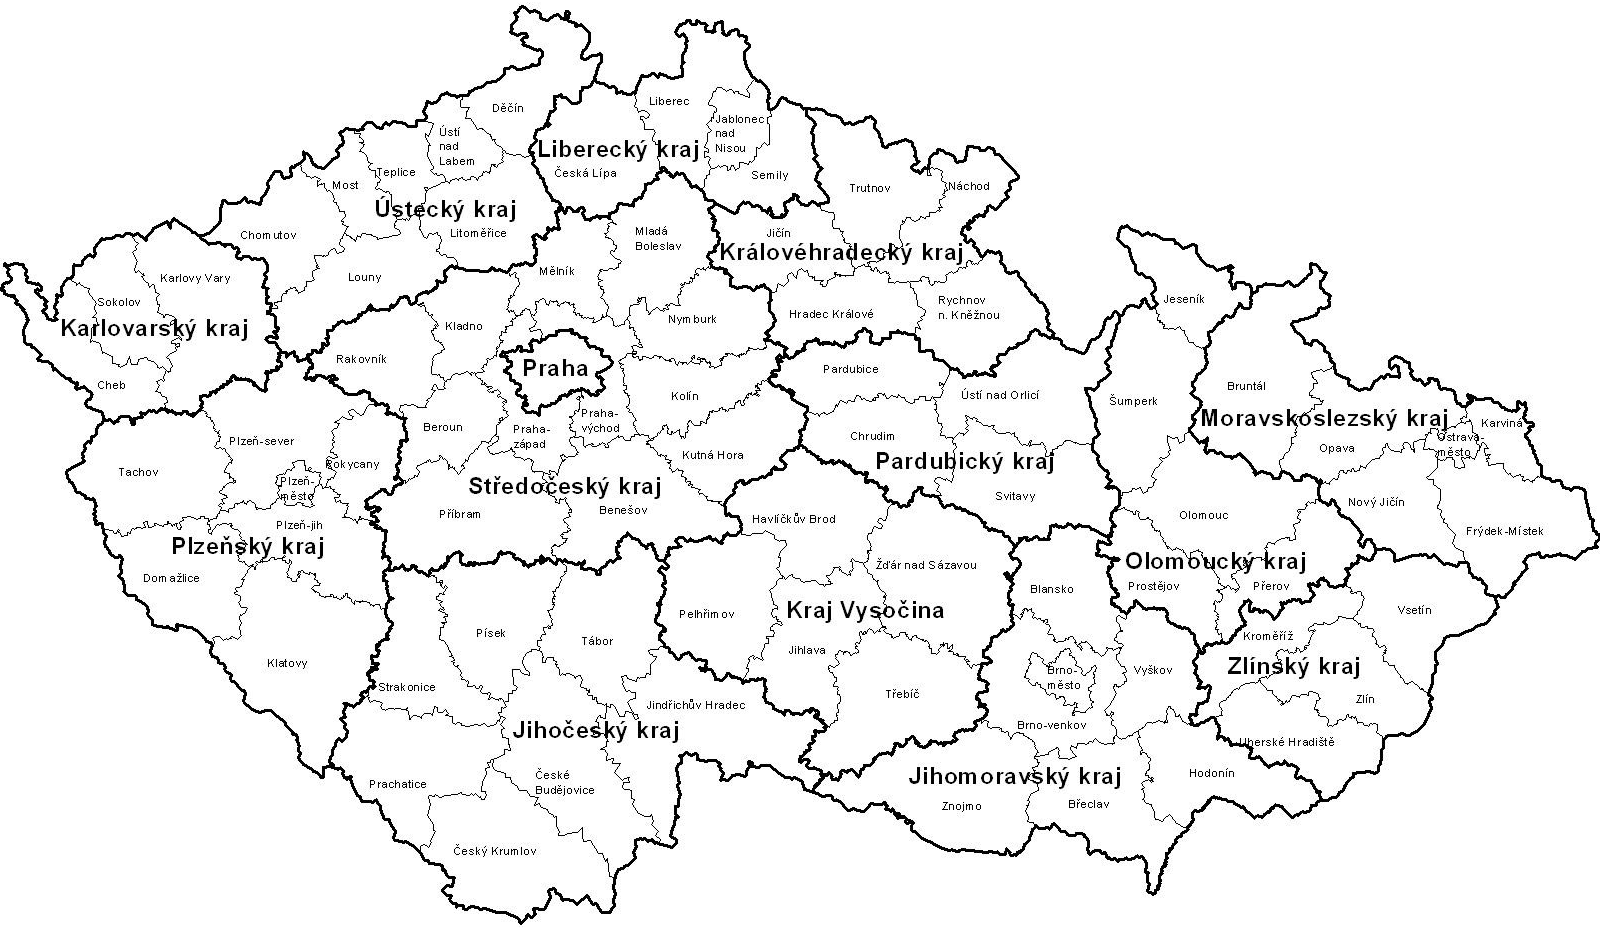 Děčín
Liberec
Jablonec
nad
Nisou
Ústí
nad
Labem
Liberecký kraj
Česká Lípa
Semily
Teplice
Most
Trutnov
Náchod
Ústecký kraj
Chomutov
Litoměřice
Mladá
Boleslav
Jičín
Královéhradecký kraj
Karlovy Vary
Louny
Mělník
Sokolov
Jeseník
Rychnov
n. Kněžnou
Hradec Králové
Karlovarský kraj
Kladno
Nymburk
Rakovník
Praha
Pardubice
Cheb
Bruntál
Kolín
Ústí nad Orlicí
Šumperk
Moravskoslezský kraj
Karviná
Praha-
východ
Beroun
Praha-
západ
Plzeň-sever
Chrudim
Ostrava-
město
Opava
Kutná Hora
Pardubický kraj
Rokycany
Tachov
Plzeň-
město
Středočeský kraj
Svitavy
Nový Jičín
Příbram
Benešov
Havlíčkův Brod
Olomouc
Plzeň-jih
Frýdek-Místek
Plzeňský kraj
Olomoucký kraj
Žďár nad Sázavou
Domažlice
Blansko
Prostějov
Přerov
Vsetín
Kraj Vysočina
Pelhřimov
Písek
Tábor
Kroměříž
Jihlava
Klatovy
Zlínský kraj
Brno-
město
Vyškov
Strakonice
Třebíč
Zlín
Jindřichův Hradec
Brno-venkov
Jihočeský kraj
Uherské Hradiště
Hodonín
Jihomoravský kraj
České
Budějovice
Prachatice
Znojmo
Břeclav
Český Krumlov